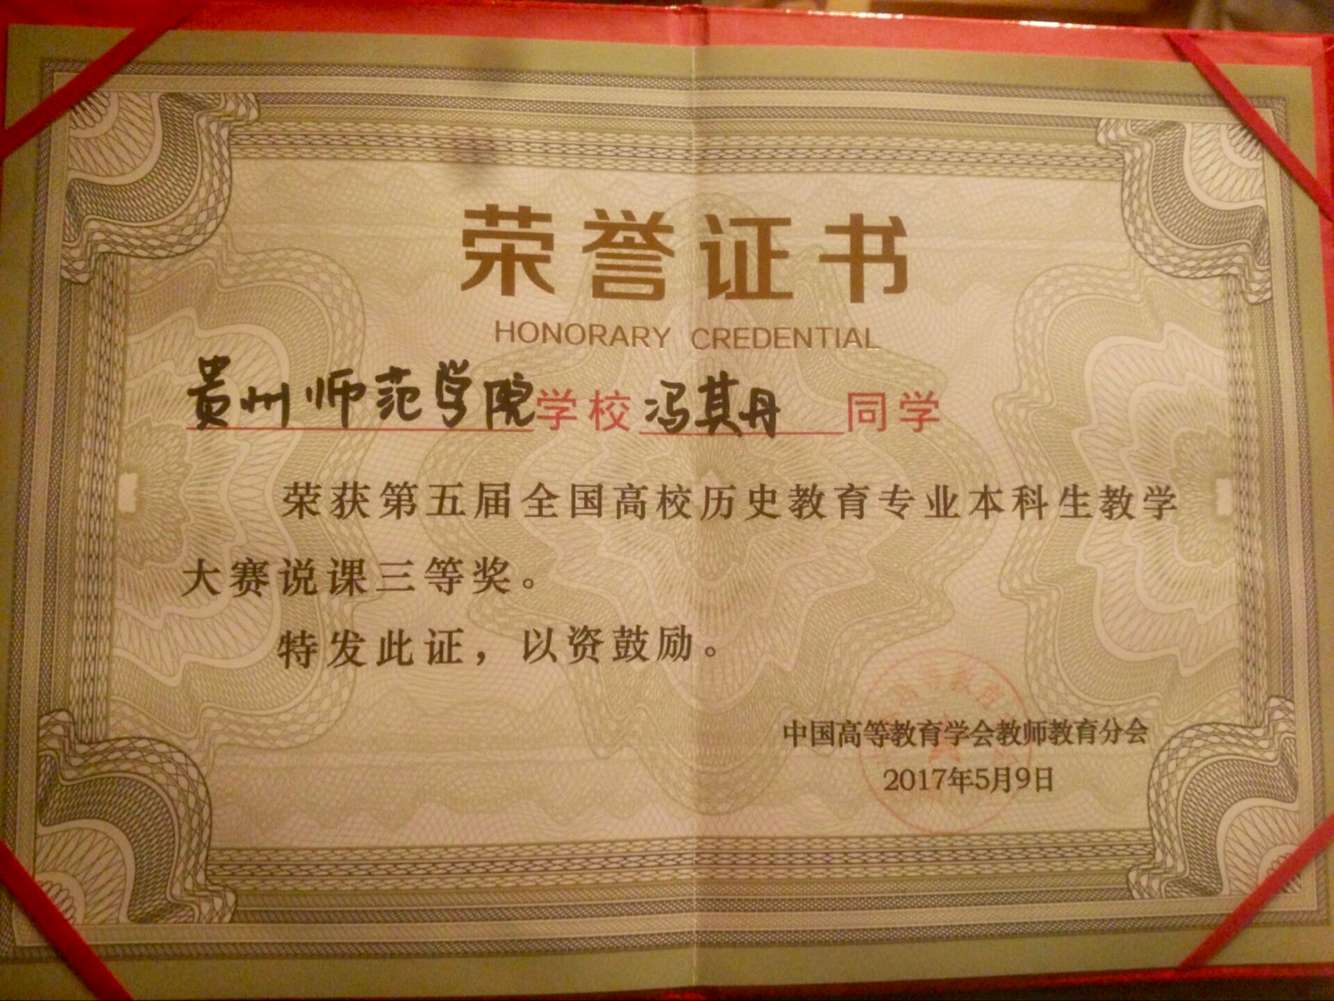 荣誉证书
HONORARY CREDENTIAL
贵州师范学院学校冯其丹同学
荣获第五届全国高校历史教育专业本科生教学
大赛说课三等奖。
特发此证，以资鼓励。
中国高等教育学会教师教育分会
2017年5月9日